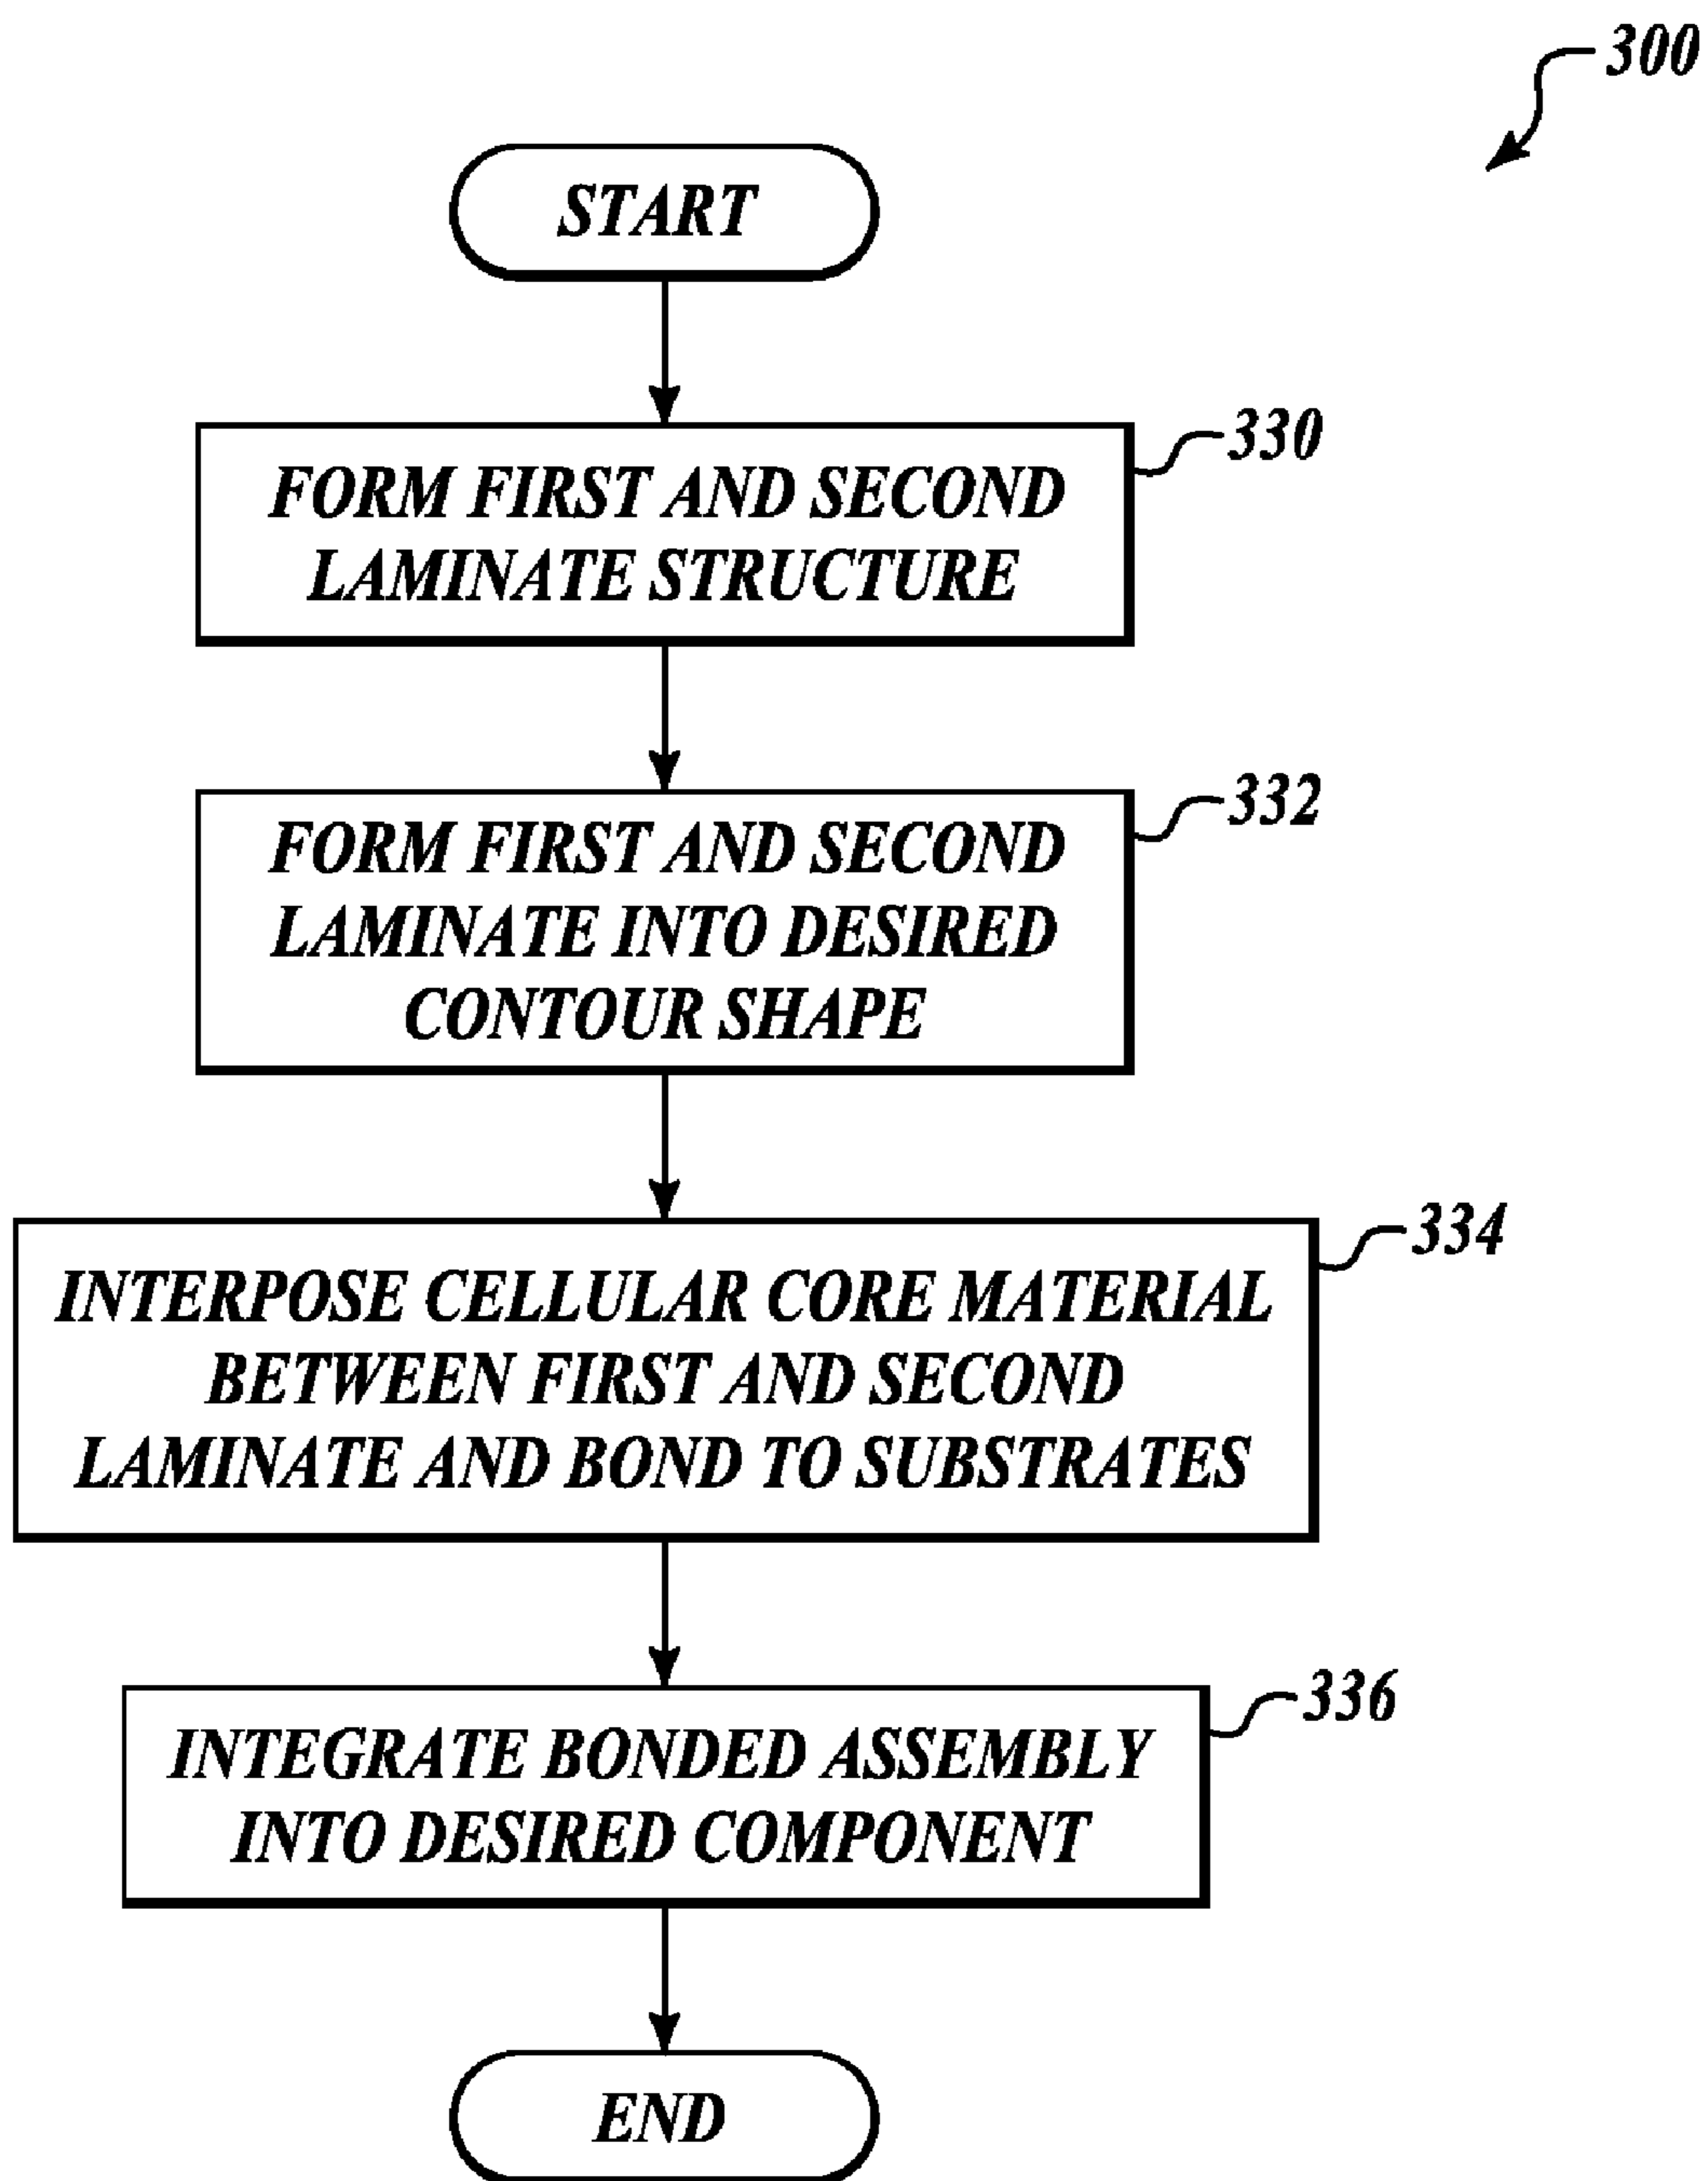 300
START
330
FORM FIRST AND SECOND
LAMINATE STRUCTURE
332
FORM FIRST AND SECOND
LAMINATE INTO DESIRED
CONTOUR SHAPE
334
INTERPOSE CELLULAR CORE MATERIAL
BETWEEN FIRST AND SECOND
LAMINATE AND BOND TO SUBSTRATES
336
INTEGRATE BONDED ASSEMBLY
INTO DESIRED COMPONENT
END